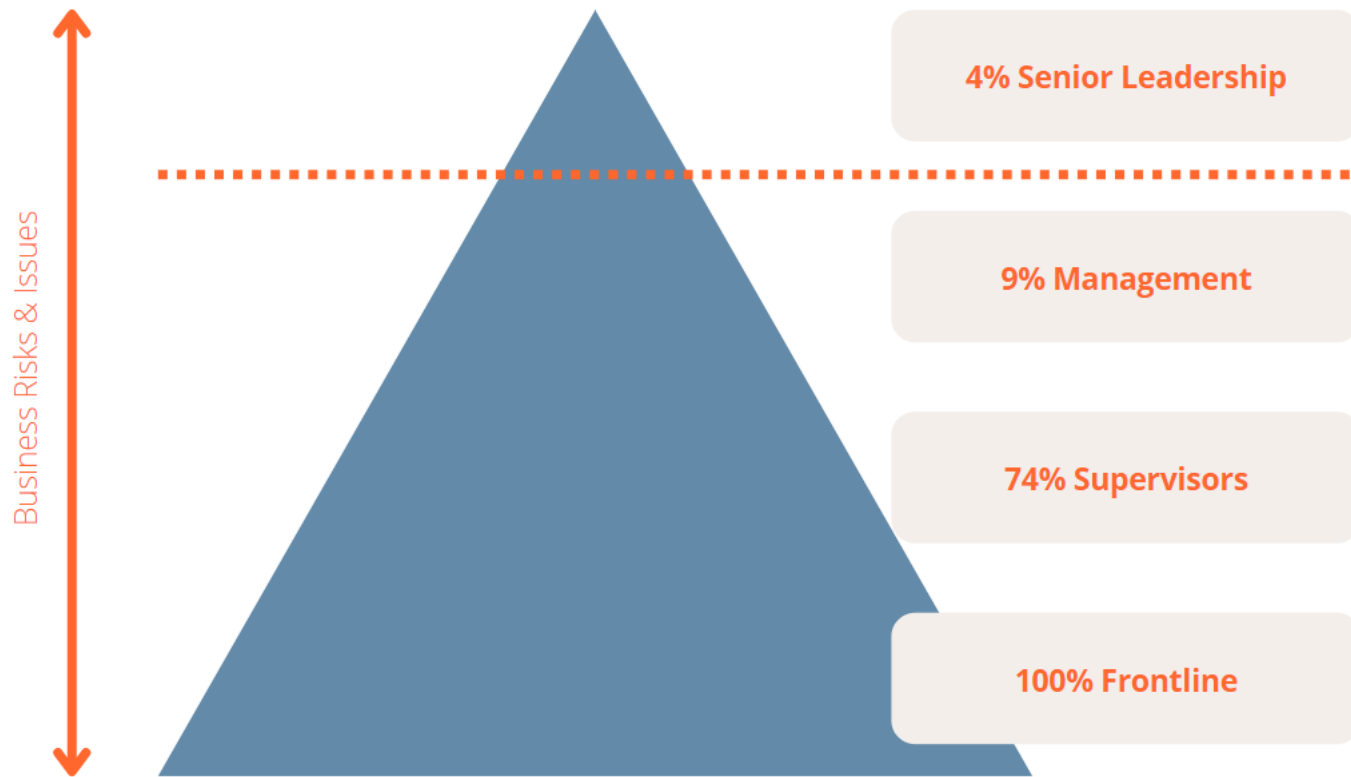 Business Risks & Issues
4% Senior Leadership
9% Management
74% Supervisors
100% Frontline